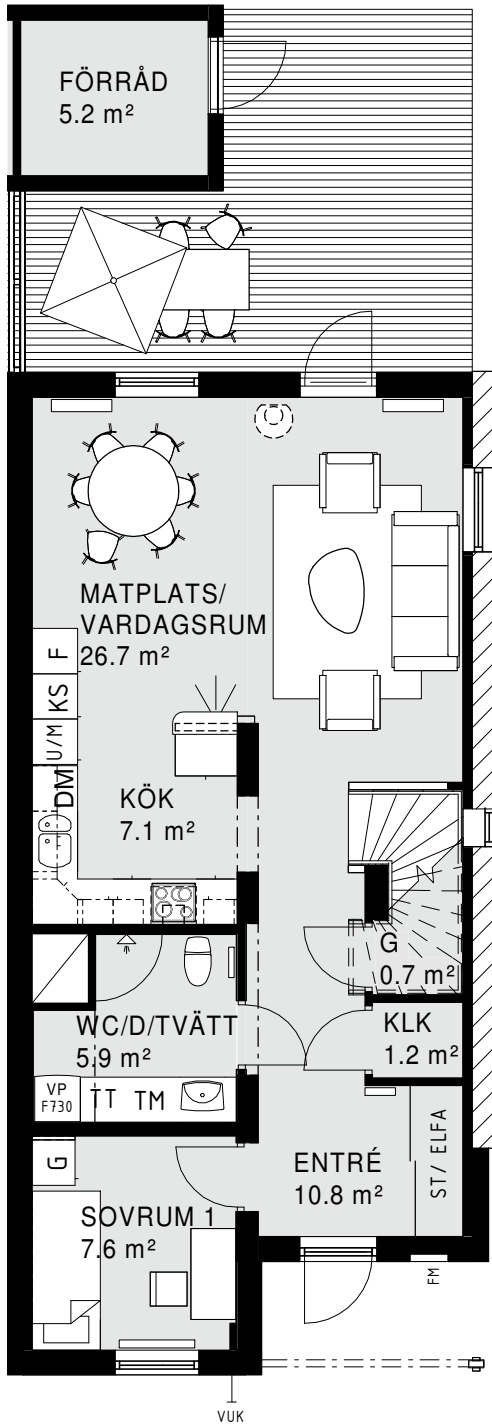 FÖRRÅD
5.2 m²
MATPLATS/
VARDAGSRUM
26.7 m²
F
KS
U/M
DM
KÖK
7.1 m²
G
0.7 m²
WC/D/TVÄTT
5.9 m²
KLK
1.2 m²
VP
F730
TT
TM
G
ENTRÉ
10.8 m²
ST/ ELFA
SOVRUM 1
7.6 m²
FM
VUK